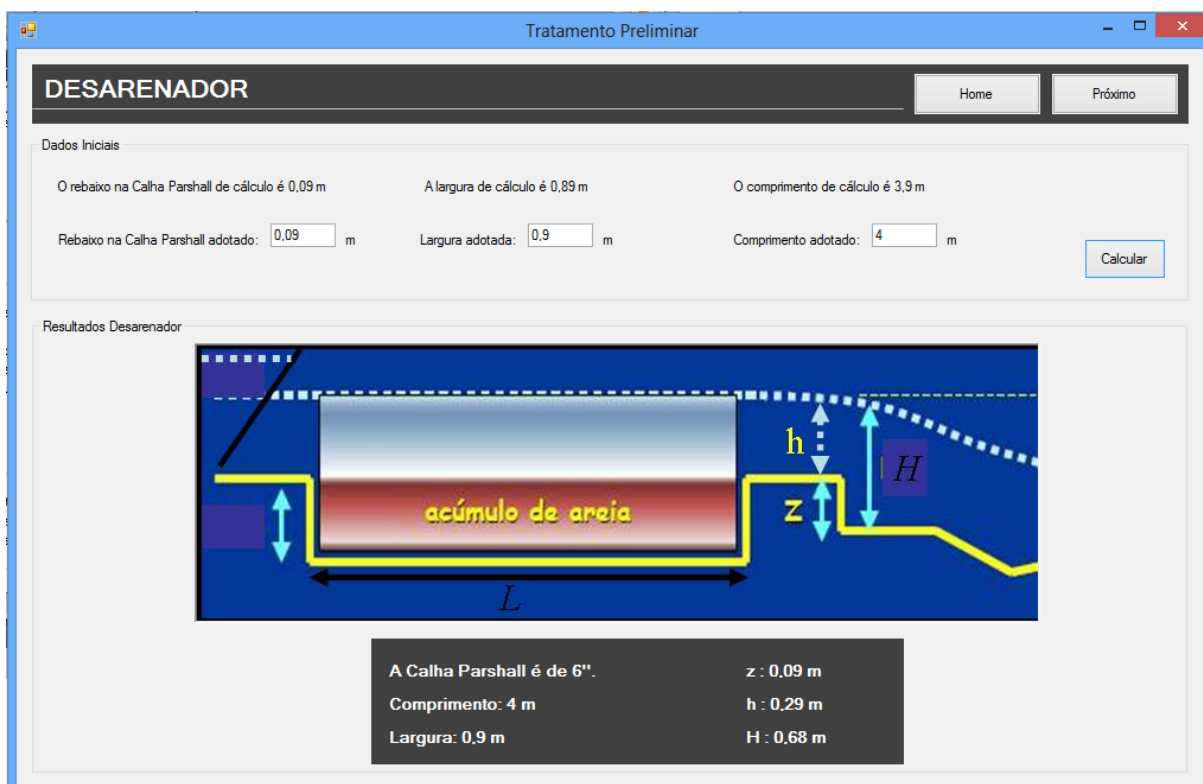 Tratamento Preliminar
DESARENADOR
Home
Próximo
Dados Iniciais
O rebaixo na Calha Parshall de cálculo é 0,09 m
A largura de cálculo é 0,89 m
O comprimento de cálculo é 3,9 m
Rebaixo na Calha Parshall adotado: 0,09 m
Largura adotada: 0,9 m
Comprimento adotado: 4 m
Calcular
Resultados Desarenador
h
H
acúmulo de areia
z
L
A Calha Parshall é de 6".
z : 0,09 m
Comprimento: 4 m
h : 0,29 m
Largura: 0,9 m
H : 0,68 m